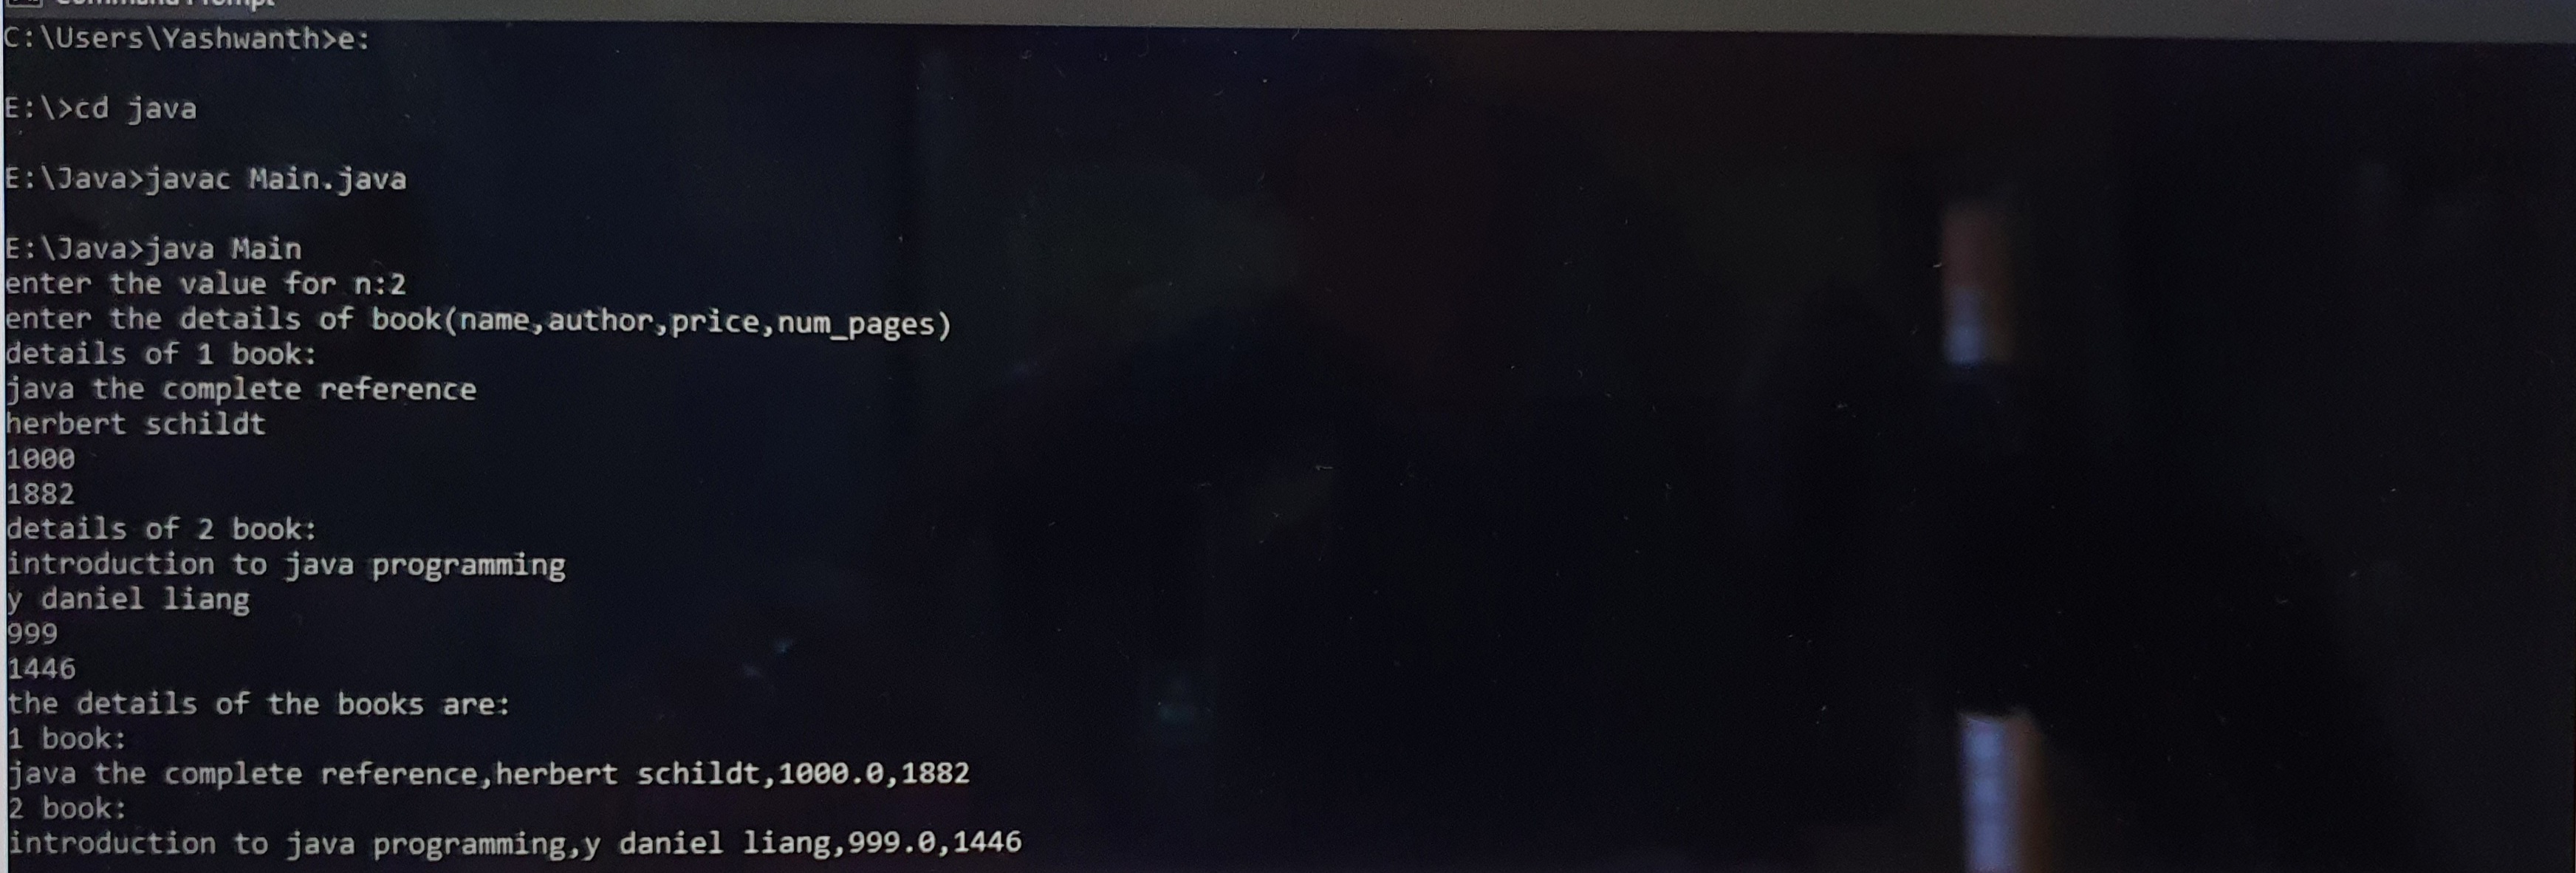 Command Prompt
C:\Users\Yashwanth>e:
E:\>cd java
E:\Java>javac Main.java
E:\Java>java Main
enter the value for n:2
enter the details of book(name,author,price,num_pages)
details of 1 book:
java the complete reference
herbert schildt
1000
1882
details of 2 book:
introduction to java programming
y daniel liang
999
1446
the details of the books are:
1 book:
java the complete reference,herbert schildt,1000.0,1882
2 book:
introduction to java programming,y daniel liang,999.0,1446